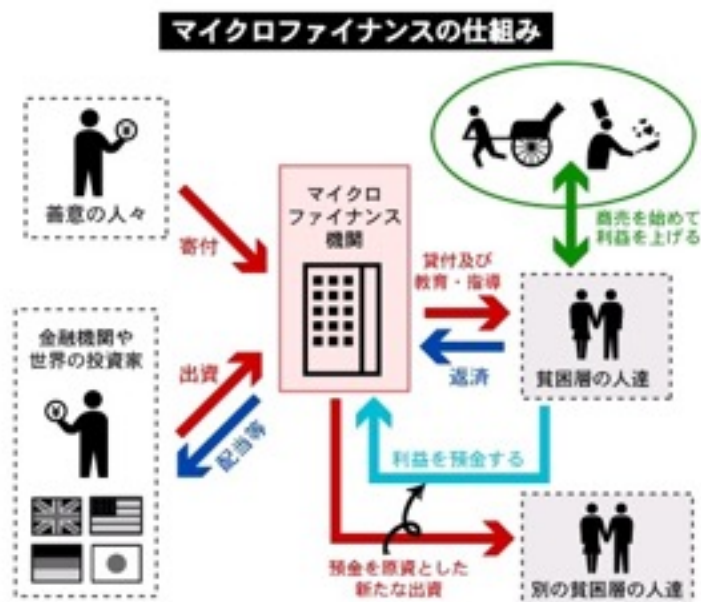 マイクロファイナンスの仕組み
善意の人々
寄付
マイクロ
ファイナンス
機関
商売を始めて
利益を上げる
貸付及び
教育・指導
返済
貧困層の人達
金融機関や
世界の投資家
出資
配当等
利益を預金する
預金を原資とした
新たな出資
別の貧困層の人達